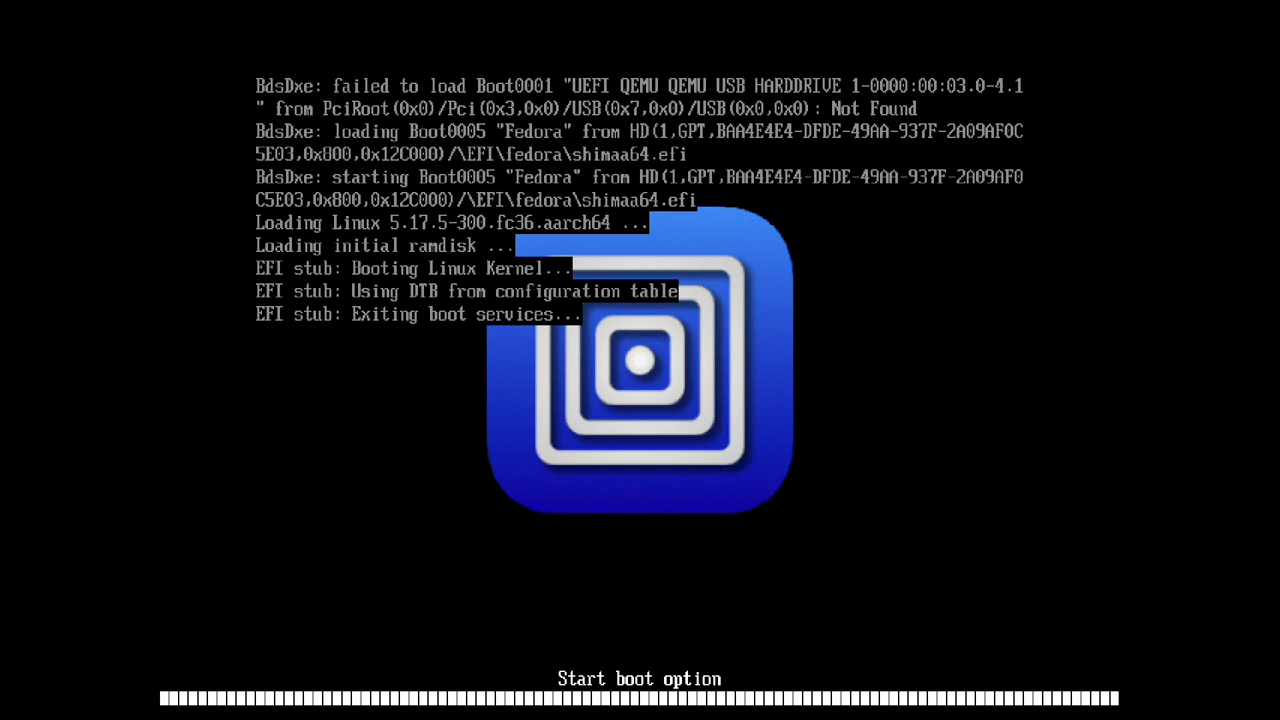 BdsDxe: failed to load Boot0001 "UEFI QEMU QEMU USB HARDDRIVE 1-0000:00:03.0-4.1
" from PciRoot(0x0)/Pci(0x3,0x0)/USB(0x7,0x0)/USB(0x0,0x0): Not Found
BdsDxe: loading Boot0005 "Fedora" from HD(1,GPT,BAA4E4E4-DFDE-49AA-937F-2A09AF0C
5E03,0x800,0x12C000)/\EFI\fedora\shimaa64.efi
BdsDxe: starting Boot0005 "Fedora" from HD(1,GPT,BAA4E4E4-DFDE-49AA-937F-2A09AF0
C5E03,0x800,0x12C000)/\EFI\fedora\shimaa64.efi
Loading Linux 5.17.5-300.fc36.aarch64 ...
Loading initial ramdisk ...
EFI stub: Booting Linux Kernel...
EFI stub: Using DTB from configuration table
EFI stub: Exiting boot services...
Start boot option